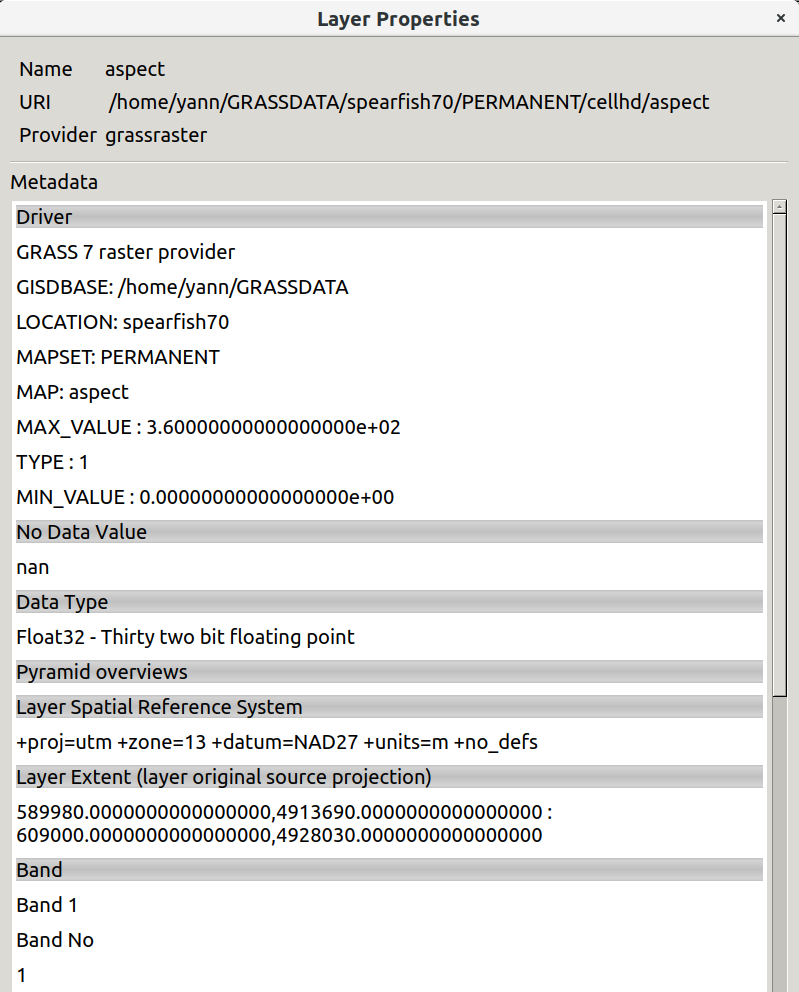 Layer Properties
Name aspect
URI /home/yann/GRASSDATA/spearfish70/PERMANENT/cellhd/aspect
Provider grassraster
Metadata
Driver
GRASS 7 raster provider
GISDBASE: /home/yann/GRASSDATA
LOCATION: spearfish70
MAPSET: PERMANENT
MAP: aspect
MAX_VALUE : 3.60000000000000000e+02
TYPE : 1
MIN_VALUE : 0.00000000000000000e+00
No Data Value
nan
Data Type
Float32 - Thirty two bit floating point
Pyramid overviews
Layer Spatial Reference System
+proj=utm +zone=13 +datum=NAD27 +units=m +no_defs
Layer Extent (layer original source projection)
589980.0000000000000000,4913690.0000000000000000 :
609000.0000000000000000,4928030.0000000000000000
Band
Band 1
Band No
1